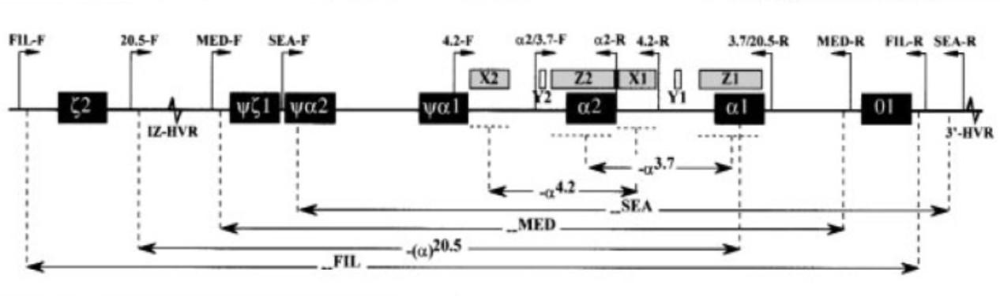 FIL-F 20.5-F MED-F SEA-F 4.2-F α2/3.7-F α2-R 4.2-R 3.7/20.5-R MED-R FIL-R SEA-R
X2 Z2 X1 Z1
Y2 Y1
ζ2 ψζ1 ψα2 ψα1 α2 α1 θ1
IZ-HVR 3'-HVR
-α3.7
-α4.2
--SEA
--MED
-(α)20.5
--FIL